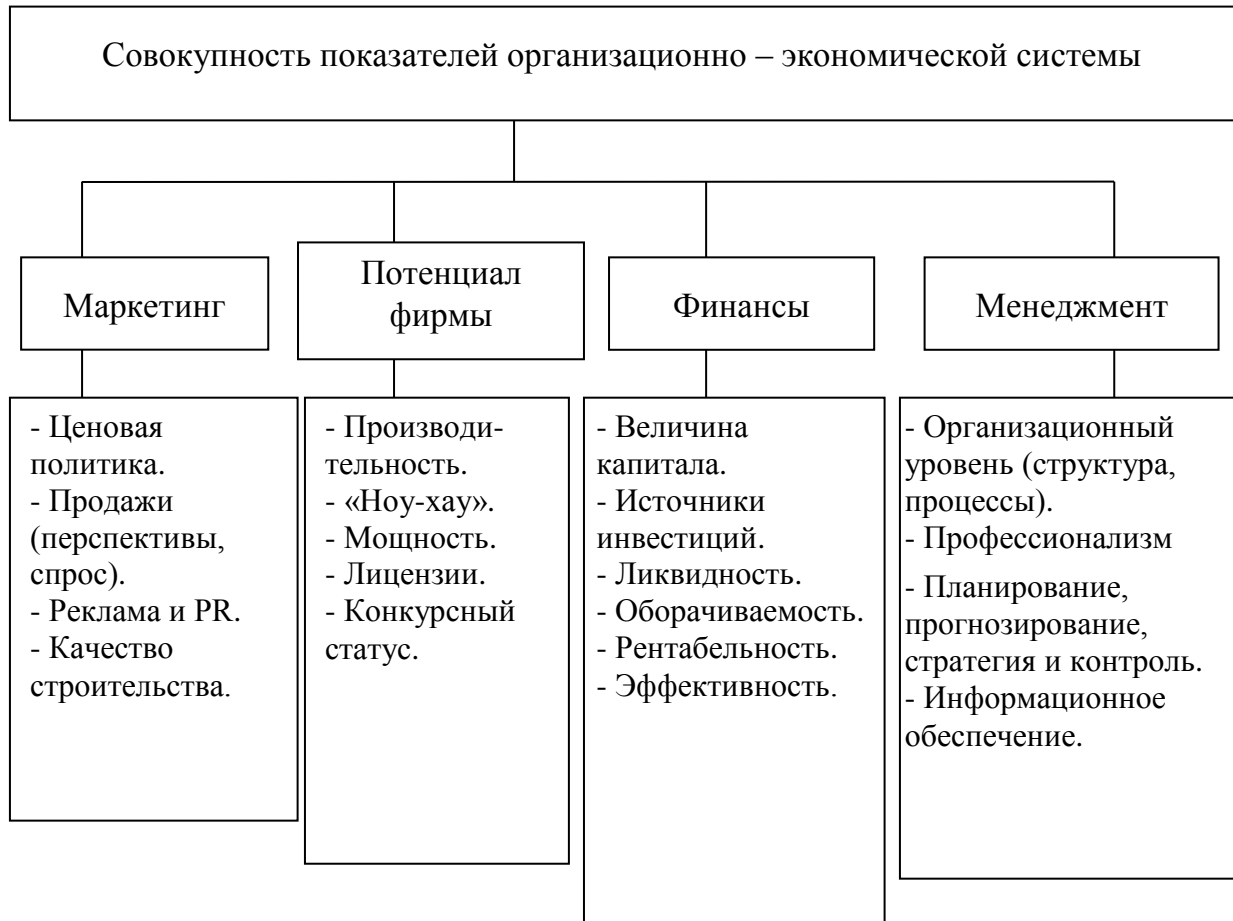 Совокупность показателей организационно – экономической системы
Маркетинг
Потенциал
фирмы
Финансы
Менеджмент
- Ценовая
политика.
- Продажи
(перспективы,
спрос).
- Реклама и PR.
- Качество
строительства.
- Производи-
тельность.
- «Ноу-хау».
- Мощность.
- Лицензии.
- Конкурсный
статус.
- Величина
капитала.
- Источники
инвестиций.
- Ликвидность.
- Оборачиваемость.
- Рентабельность.
- Эффективность.
- Организационный
уровень (структура,
процессы).
- Профессионализм
- Планирование,
прогнозирование,
стратегия и контроль.
- Информационное
обеспечение.